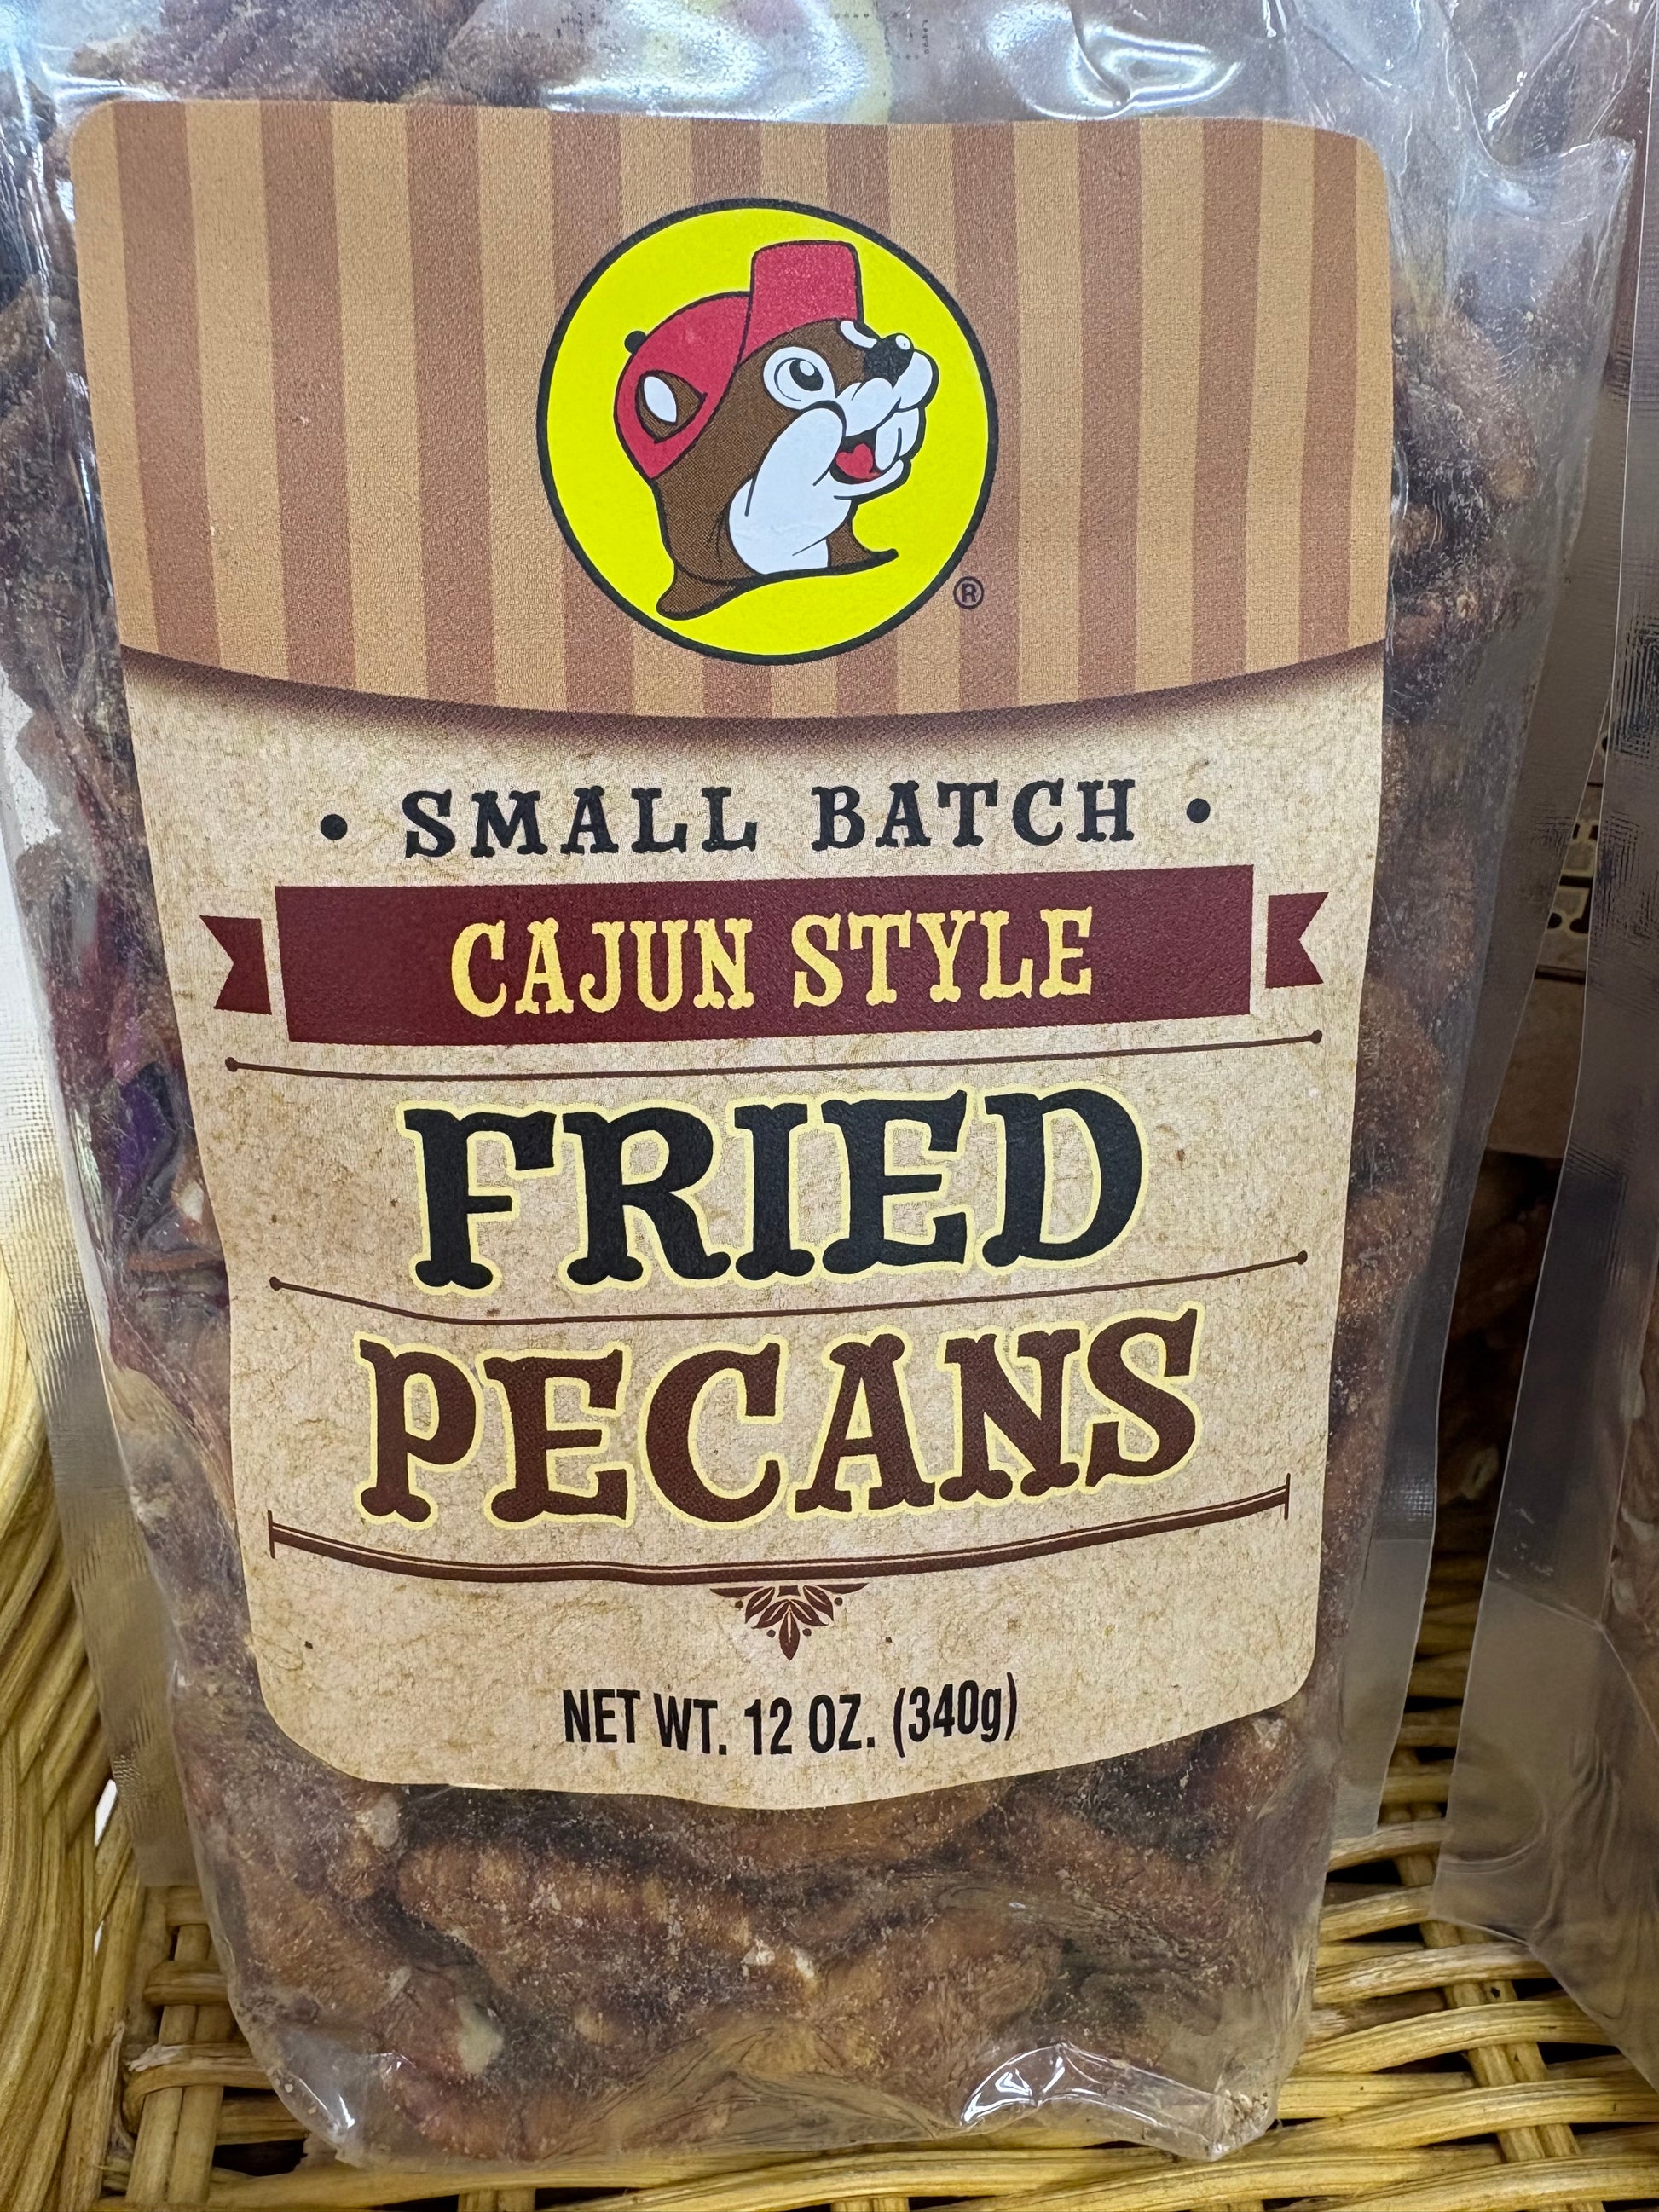 ®
• SMALL BATCH •
CAJUN STYLE
FRIED
PECANS
NET WT. 12 OZ. (340g)